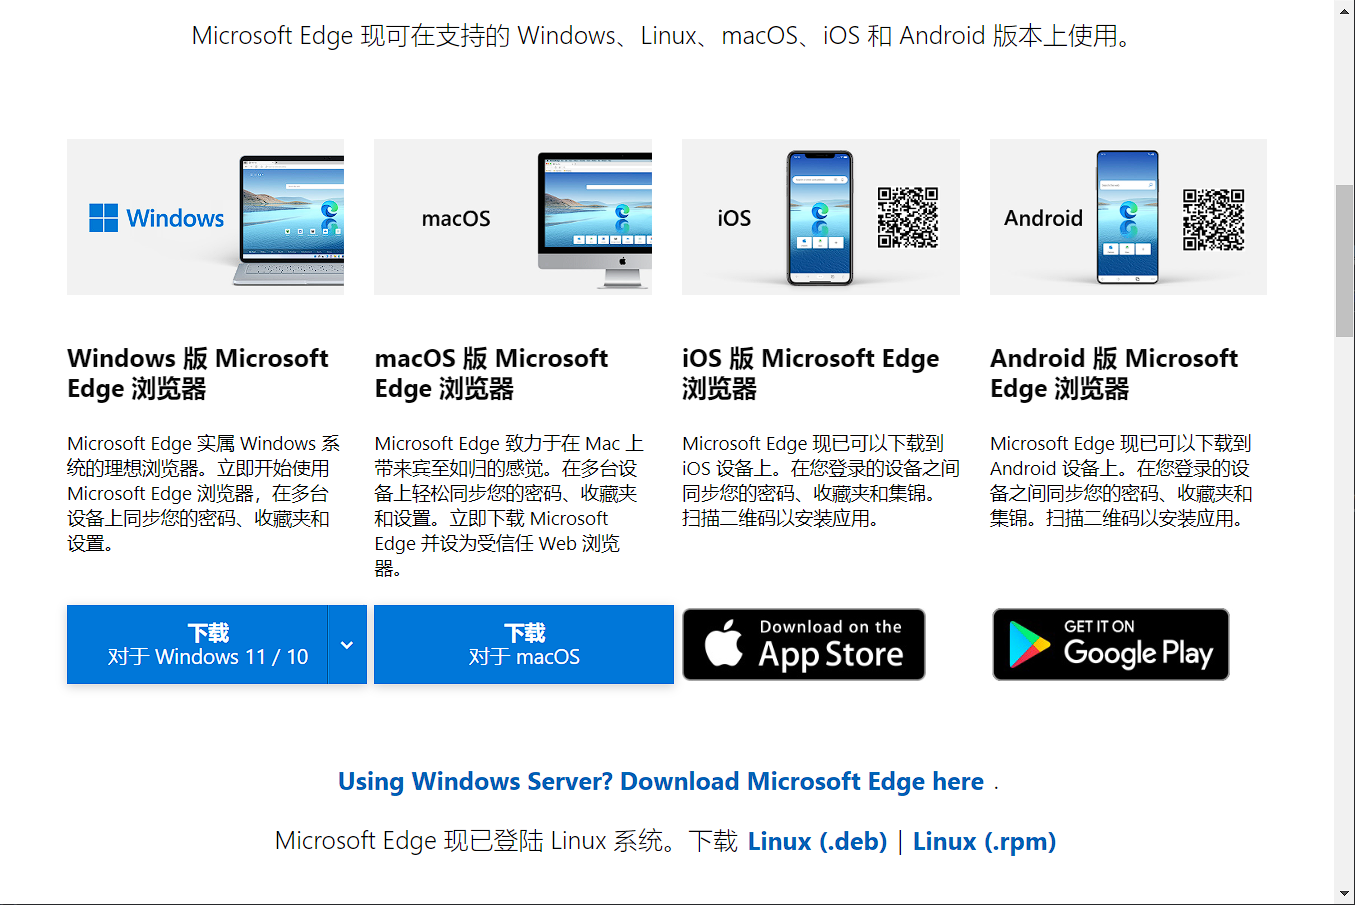 Microsoft Edge 现可在支持的 Windows、Linux、macOS、iOS 和 Android 版本上使用。
Windows
macOS
iOS
Android
Windows 版 Microsoft
Edge 浏览器
Microsoft Edge 实属 Windows 系
统的理想浏览器。立即开始使用
Microsoft Edge 浏览器，在多台
设备上同步您的密码、收藏夹和
设置。
下载
对于 Windows 11 / 10
macOS 版 Microsoft
Edge 浏览器
Microsoft Edge 致力于在 Mac 上
带来宾至如归的感觉。在多台设
备上轻松同步您的密码、收藏夹
和设置。立即下载 Microsoft
Edge 并设为受信任 Web 浏览
器。
下载
对于 macOS
iOS 版 Microsoft Edge
浏览器
Microsoft Edge 现已可以下载到
iOS 设备上。在您登录的设备之间
同步您的密码、收藏夹和集锦。
扫描二维码以安装应用。
Download on the
App Store
Android 版 Microsoft
Edge 浏览器
Microsoft Edge 现已可以下载到
Android 设备上。在您登录的设
备之间同步您的密码、收藏夹和
集锦。扫描二维码以安装应用。
GET IT ON
Google Play
Using Windows Server? Download Microsoft Edge here .
Microsoft Edge 现已登陆 Linux 系统。下载 Linux (.deb) | Linux (.rpm)